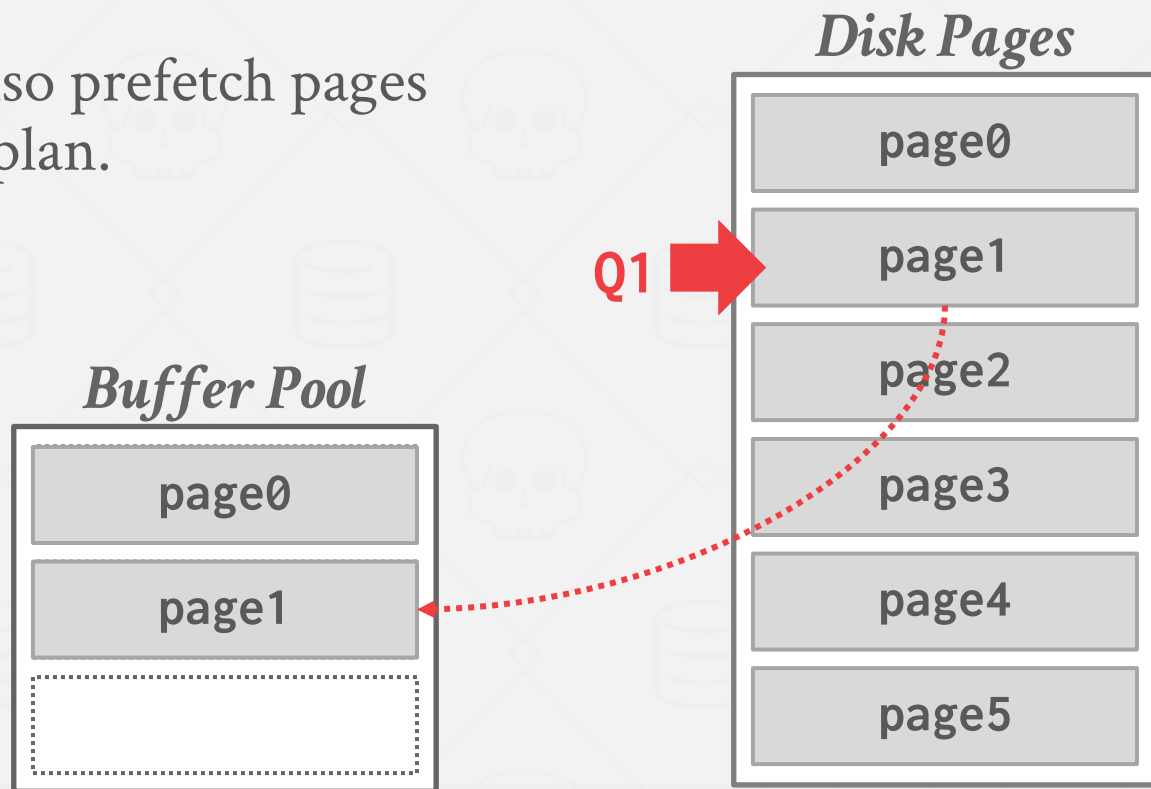 so prefetch pages
plan.
Disk Pages
page0
page1
Q1
page2
page3
page4
page5
Buffer Pool
page0
page1